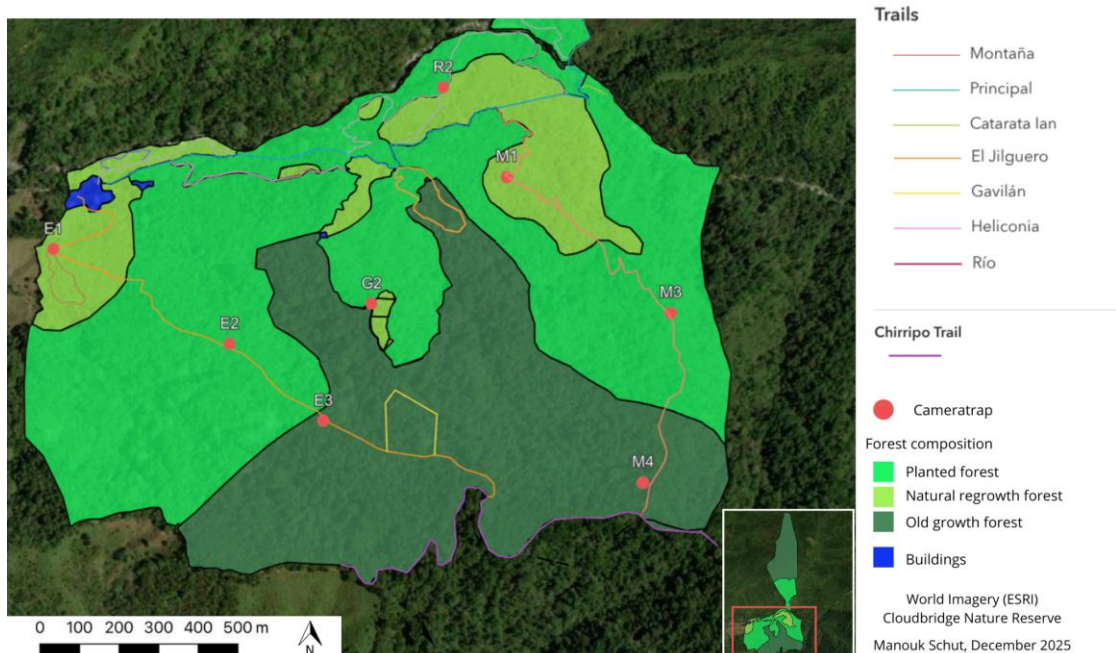 Trails
Montaña
Principal
Catarata Ian
El Jilguero
Gavilán
Heliconia
Río
Chirripo Trail
Cameratrap
Forest composition
Planted forest
Natural regrowth forest
Old growth forest
Buildings
World Imagery (ESRI)
Cloudbridge Nature Reserve
Manouk Schut, December 2025
R2
M1
E1
G2
M3
E2
E3
M4
0 100 200 300 400 500 m
N